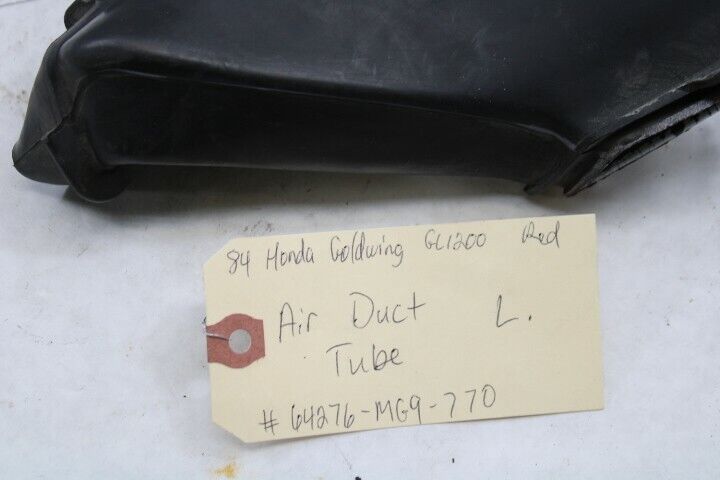 84 Honda Goldwing GL1200 Red
Air Duct L.
Tube
# 64276-MG9-770